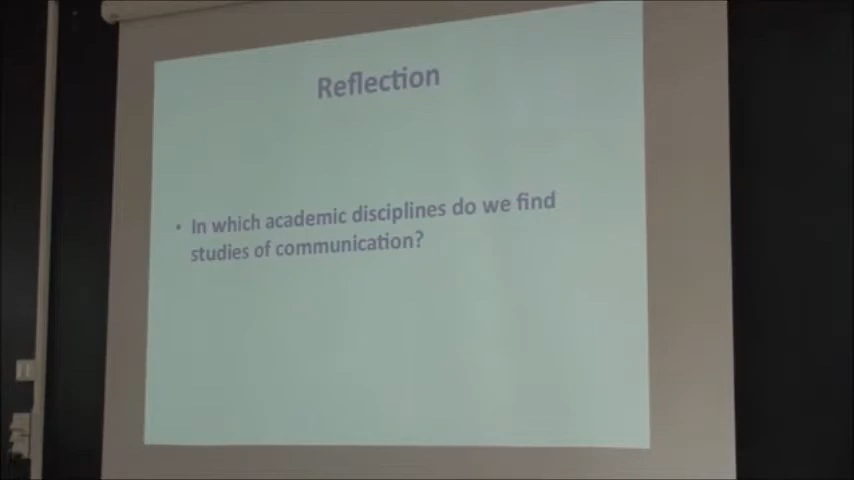 Reflection
• In which academic disciplines do we find
studies of communication?